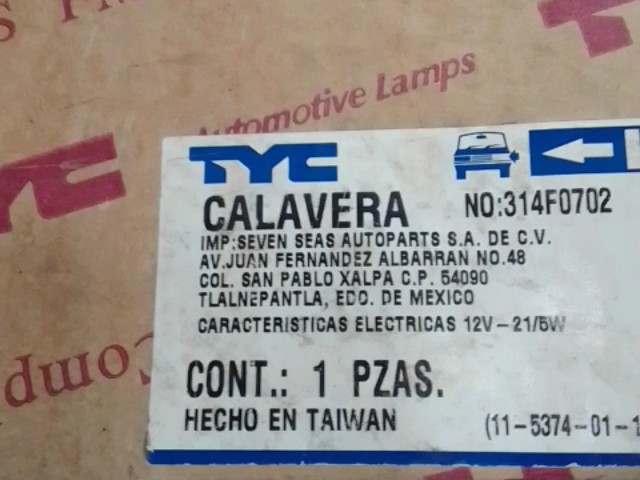 Automotive Lamps
TYC
CALAVERA NO:314F0702
IMP:SEVEN SEAS AUTOPARTS S.A. DE C.V.
AV.JUAN FERNANDEZ ALBARRAN NO.48
COL. SAN PABLO XALPA C.P. 54090
TLALNEPANTLA, EDO. DE MEXICO
CARACTERISTICAS ELECTRICAS 12V-21/5W
CONT.: 1 PZAS.
HECHO EN TAIWAN (11-5374-01-1